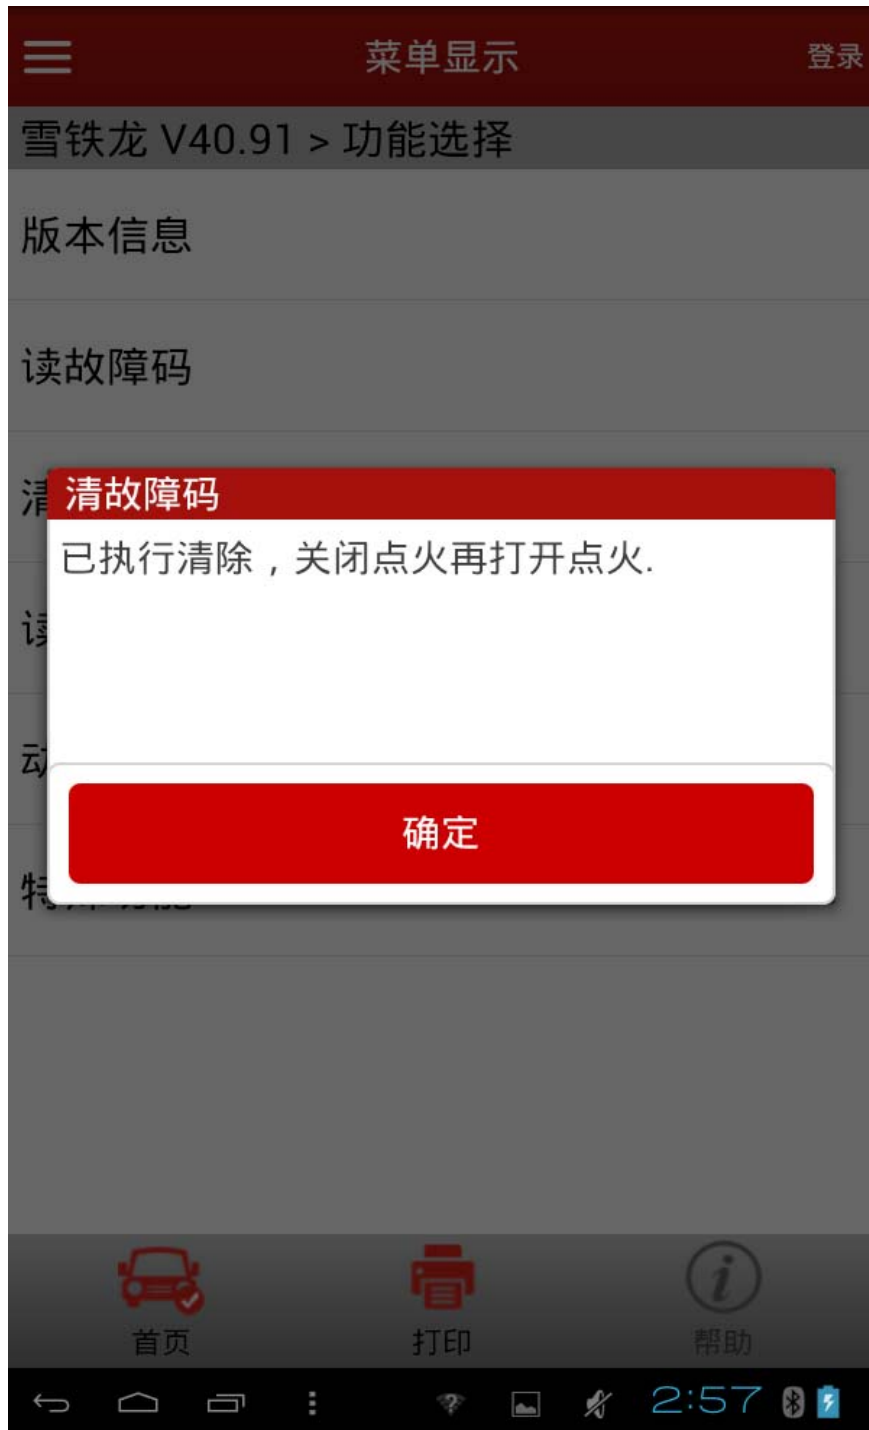 菜单显示
登录
雪铁龙 V40.91 > 功能选择
版本信息
读故障码
清故障码
已执行清除，关闭点火再打开点火.
确定
首页
打印
帮助
2:57